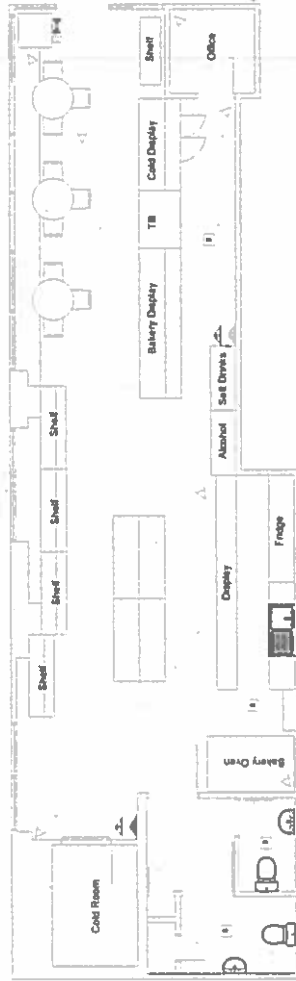 Shelf
Office
Cold Display
Till
Bakery Display
Soft Drinks
Alcohol
Shelf
Shelf
Shelf
Shelf
Display
Fridge
Bakery Oven
Cold Room